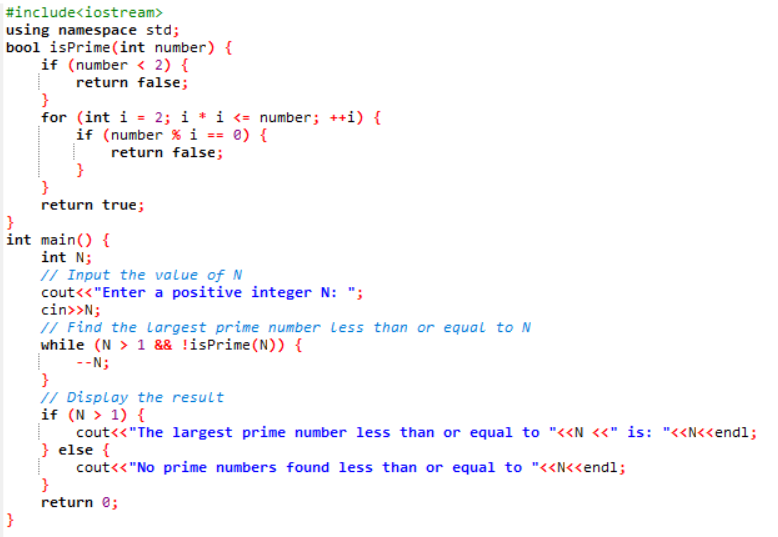 #include<iostream>
using namespace std;
bool isPrime(int number) {
    if (number < 2) {
        return false;
    }
    for (int i = 2; i * i <= number; ++i) {
        if (number % i == 0) {
            return false;
        }
    }
    return true;
}
int main() {
    int N;
    // Input the value of N
    cout<<"Enter a positive integer N: ";
    cin>>N;
    // Find the largest prime number less than or equal to N
    while (N > 1 && !isPrime(N)) {
        --N;
    }
    // Display the result
    if (N > 1) {
        cout<<"The largest prime number less than or equal to "<<N <<" is: "<<N<<endl;
    } else {
        cout<<"No prime numbers found less than or equal to "<<N<<endl;
    }
    return 0;
}